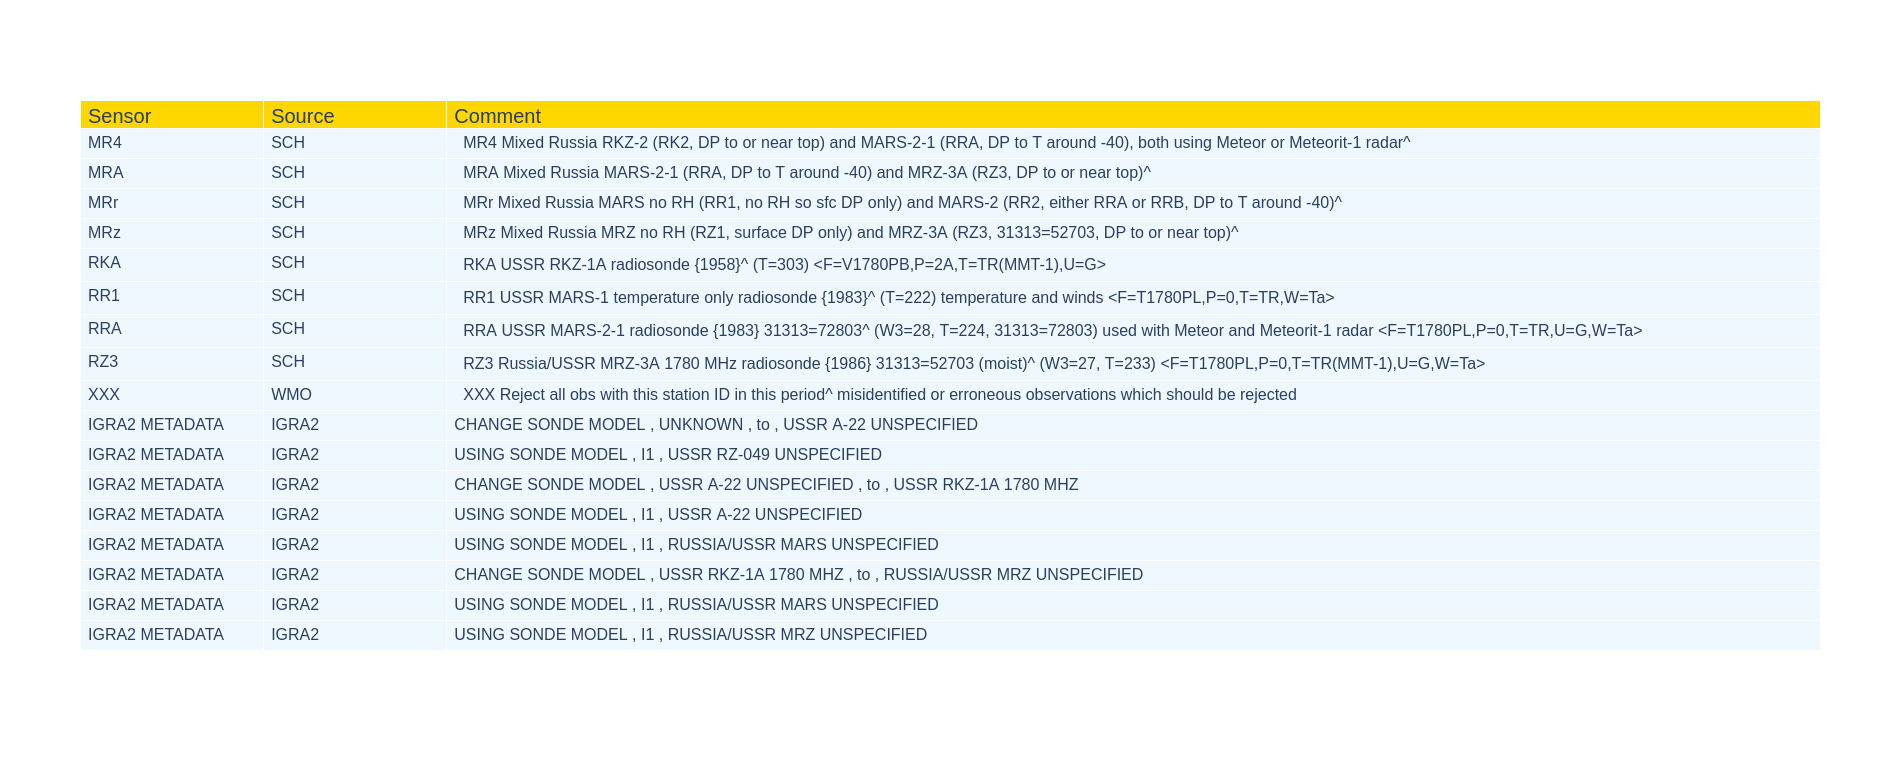 Sensor Source Comment
MR4 SCH MR4 Mixed Russia RKZ-2 (RK2, DP to or near top) and MARS-2-1 (RRA, DP to T around -40), both using Meteor or Meteorit-1 radar^
MRA SCH MRA Mixed Russia MARS-2-1 (RRA, DP to T around -40) and MRZ-3A (RZ3, DP to or near top)^
MRr SCH MRr Mixed Russia MARS no RH (RR1, no RH so sfc DP only) and MARS-2 (RR2, either RRA or RRB, DP to T around -40)^
MRz SCH MRz Mixed Russia MRZ no RH (RZ1, surface DP only) and MRZ-3A (RZ3, 31313=52703, DP to or near top)^
RKA SCH RKA USSR RKZ-1A radiosonde {1958}^ (T=303) <F=V1780PB,P=2A,T=TR(MMT-1),U=G>
RR1 SCH RR1 USSR MARS-1 temperature only radiosonde {1983}^ (T=222) temperature and winds <F=T1780PL,P=0,T=TR,W=Ta>
RRA SCH RRA USSR MARS-2-1 radiosonde {1983} 31313=72803^ (W3=28, T=224, 31313=72803) used with Meteor and Meteorit-1 radar <F=T1780PL,P=0,T=TR,U=G,W=Ta>
RZ3 SCH RZ3 Russia/USSR MRZ-3A 1780 MHz radiosonde {1986} 31313=52703 (moist)^ (W3=27, T=233) <F=T1780PL,P=0,T=TR(MMT-1),U=G,W=Ta>
XXX WMO XXX Reject all obs with this station ID in this period^ misidentified or erroneous observations which should be rejected
IGRA2 METADATA IGRA2 CHANGE SONDE MODEL , UNKNOWN , to , USSR A-22 UNSPECIFIED
IGRA2 METADATA IGRA2 USING SONDE MODEL , I1 , USSR RZ-049 UNSPECIFIED
IGRA2 METADATA IGRA2 CHANGE SONDE MODEL , USSR A-22 UNSPECIFIED , to , USSR RKZ-1A 1780 MHZ
IGRA2 METADATA IGRA2 USING SONDE MODEL , I1 , USSR A-22 UNSPECIFIED
IGRA2 METADATA IGRA2 USING SONDE MODEL , I1 , RUSSIA/USSR MARS UNSPECIFIED
IGRA2 METADATA IGRA2 CHANGE SONDE MODEL , USSR RKZ-1A 1780 MHZ , to , RUSSIA/USSR MRZ UNSPECIFIED
IGRA2 METADATA IGRA2 USING SONDE MODEL , I1 , RUSSIA/USSR MARS UNSPECIFIED
IGRA2 METADATA IGRA2 USING SONDE MODEL , I1 , RUSSIA/USSR MRZ UNSPECIFIED